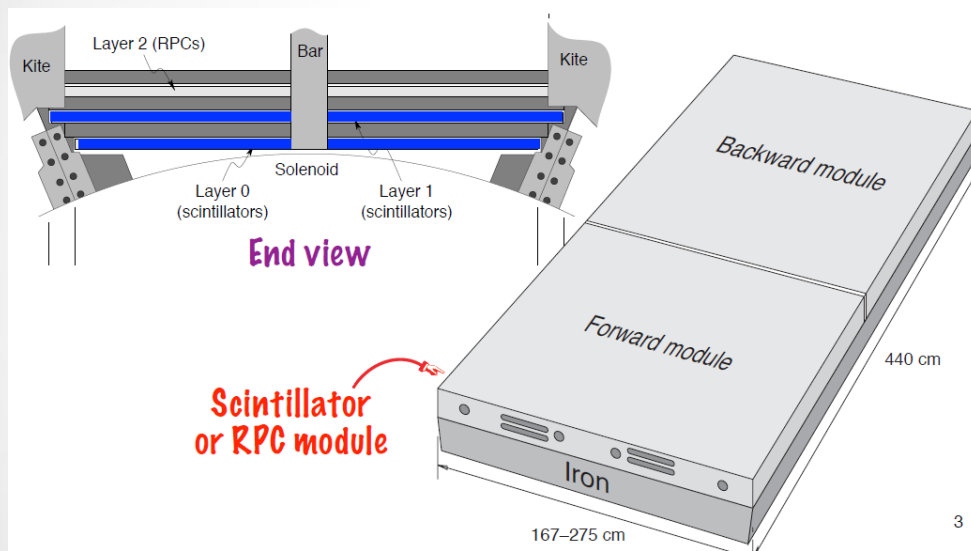 Layer 2 (RPCs)
Bar
Kite
Kite
Solenoid
Layer 0
(scintillators)
Layer 1
(scintillators)
End view
Backward module
Forward module
440 cm
Scintillator
or RPC module
Iron
167–275 cm
3